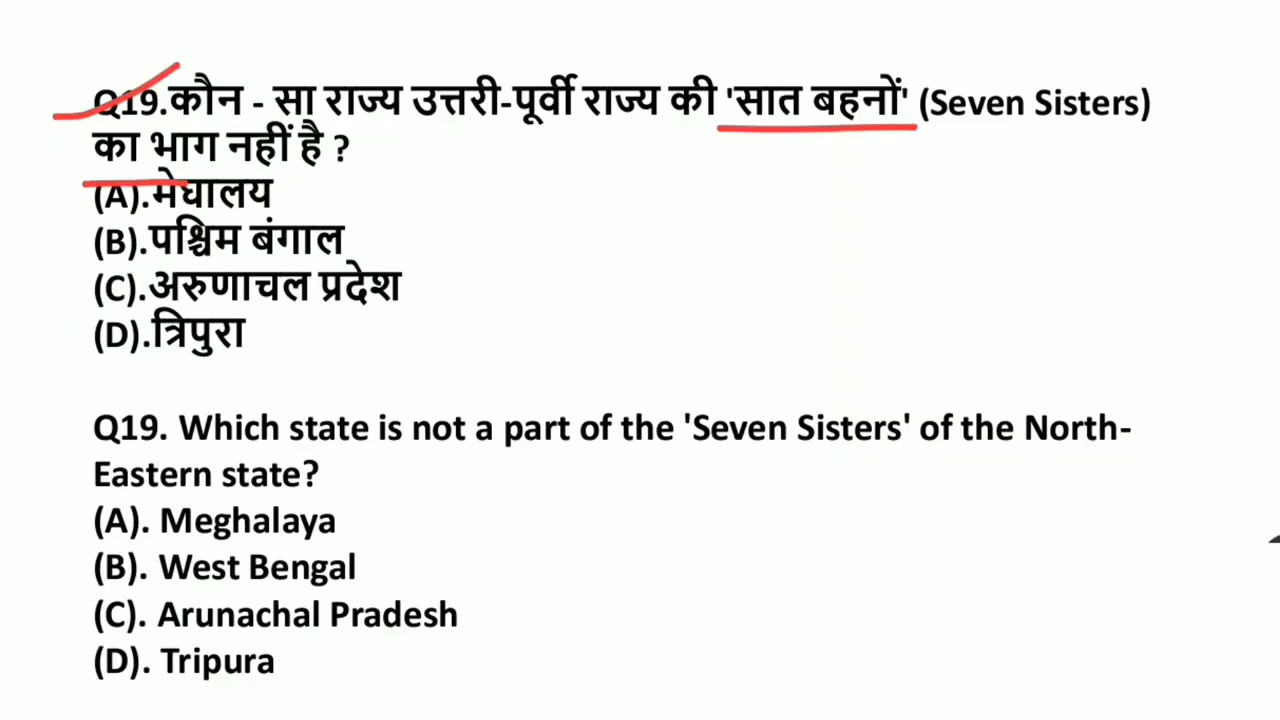 Q19.कौन - सा राज्य उत्तरी-पूर्वी राज्य की 'सात बहनों' (Seven Sisters)
का भाग नहीं है ?
(A).मेघालय
(B).पश्चिम बंगाल
(C).अरुणाचल प्रदेश
(D).त्रिपुरा
Q19. Which state is not a part of the 'Seven Sisters' of the North-
Eastern state?
(A). Meghalaya
(B). West Bengal
(C). Arunachal Pradesh
(D). Tripura